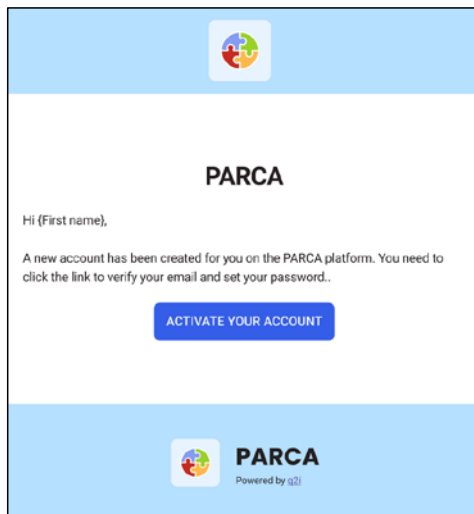 PARCA
Hi {First name},
A new account has been created for you on the PARCA platform. You need to
click the link to verify your email and set your password..
ACTIVATE YOUR ACCOUNT
PARCA
Powered by q2i